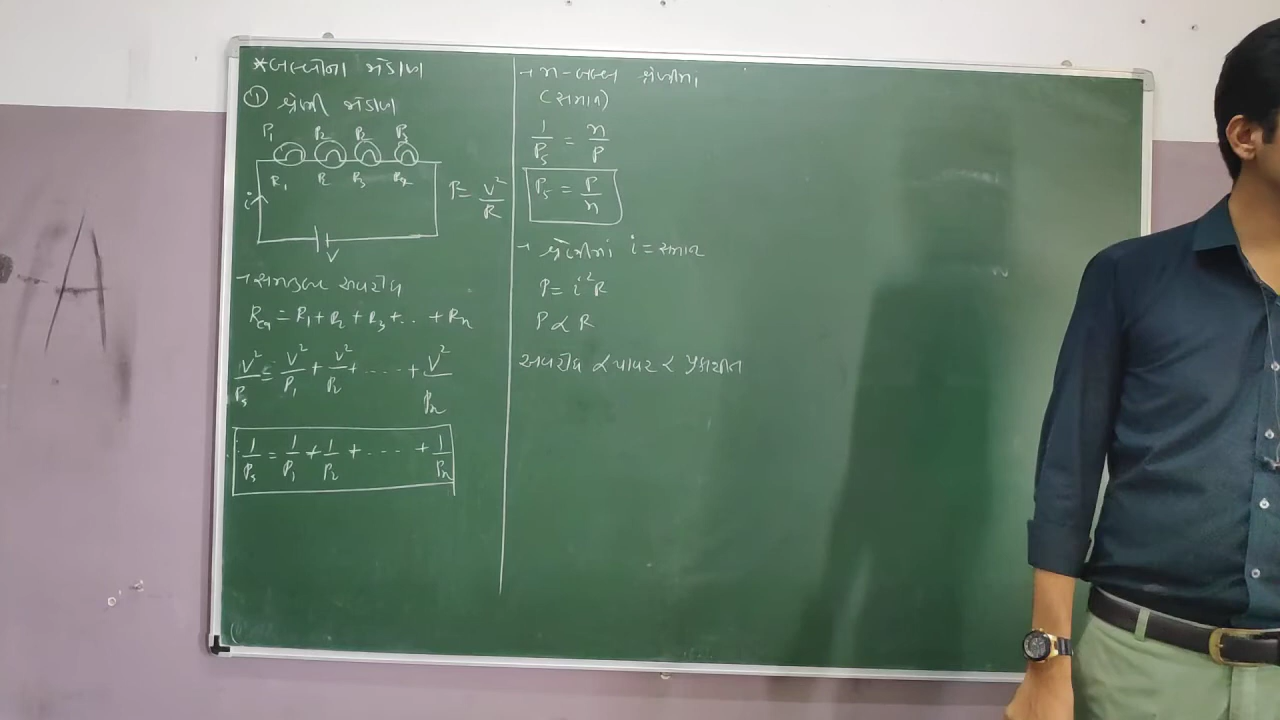 *બલ્બોના જોડાણ
① શ્રેણી જોડાણ
P₁ P₂ P₂ P₃
R₁ R₂ R₃ Rn
i
P = V²/R
V
→ સમતુલ્ય અવરોધ
Req = R₁ + R₂ + R₃ + ... + Rn
V²/Ps = V²/P₁ + V²/P₂ + ...... + V²/Pn
1/Ps = 1/P₁ + 1/P₂ + ..... + 1/Pn
→ n-બલ્બ શ્રેણીમાં
(સમાન)
1/Ps = n/P
Ps = P/n
→ શ્રેણીમાં i = સમાન
P = i²R
P ∝ R
અવરોધ ∝ પાવર ∝ પ્રકાશીત
A